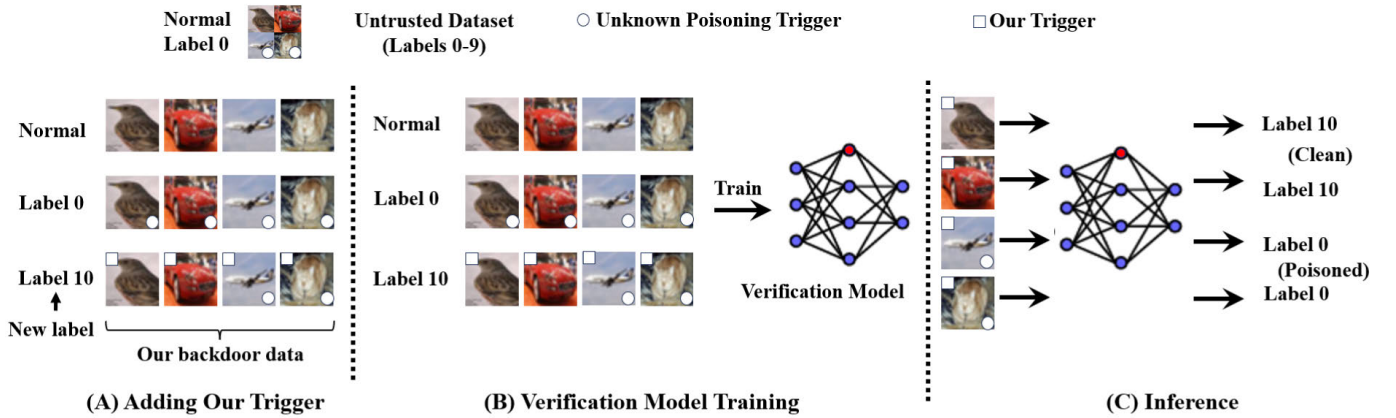 Normal
Label 0
Untrusted Dataset
(Labels 0-9)
Unknown Poisoning Trigger
Our Trigger
Normal
Label 0
Label 10
New label
Our backdoor data
(A) Adding Our Trigger
Normal
Label 0
Label 10
Train
Verification Model
(B) Verification Model Training
Label 10
(Clean)
Label 10
Label 0
(Poisoned)
Label 0
(C) Inference